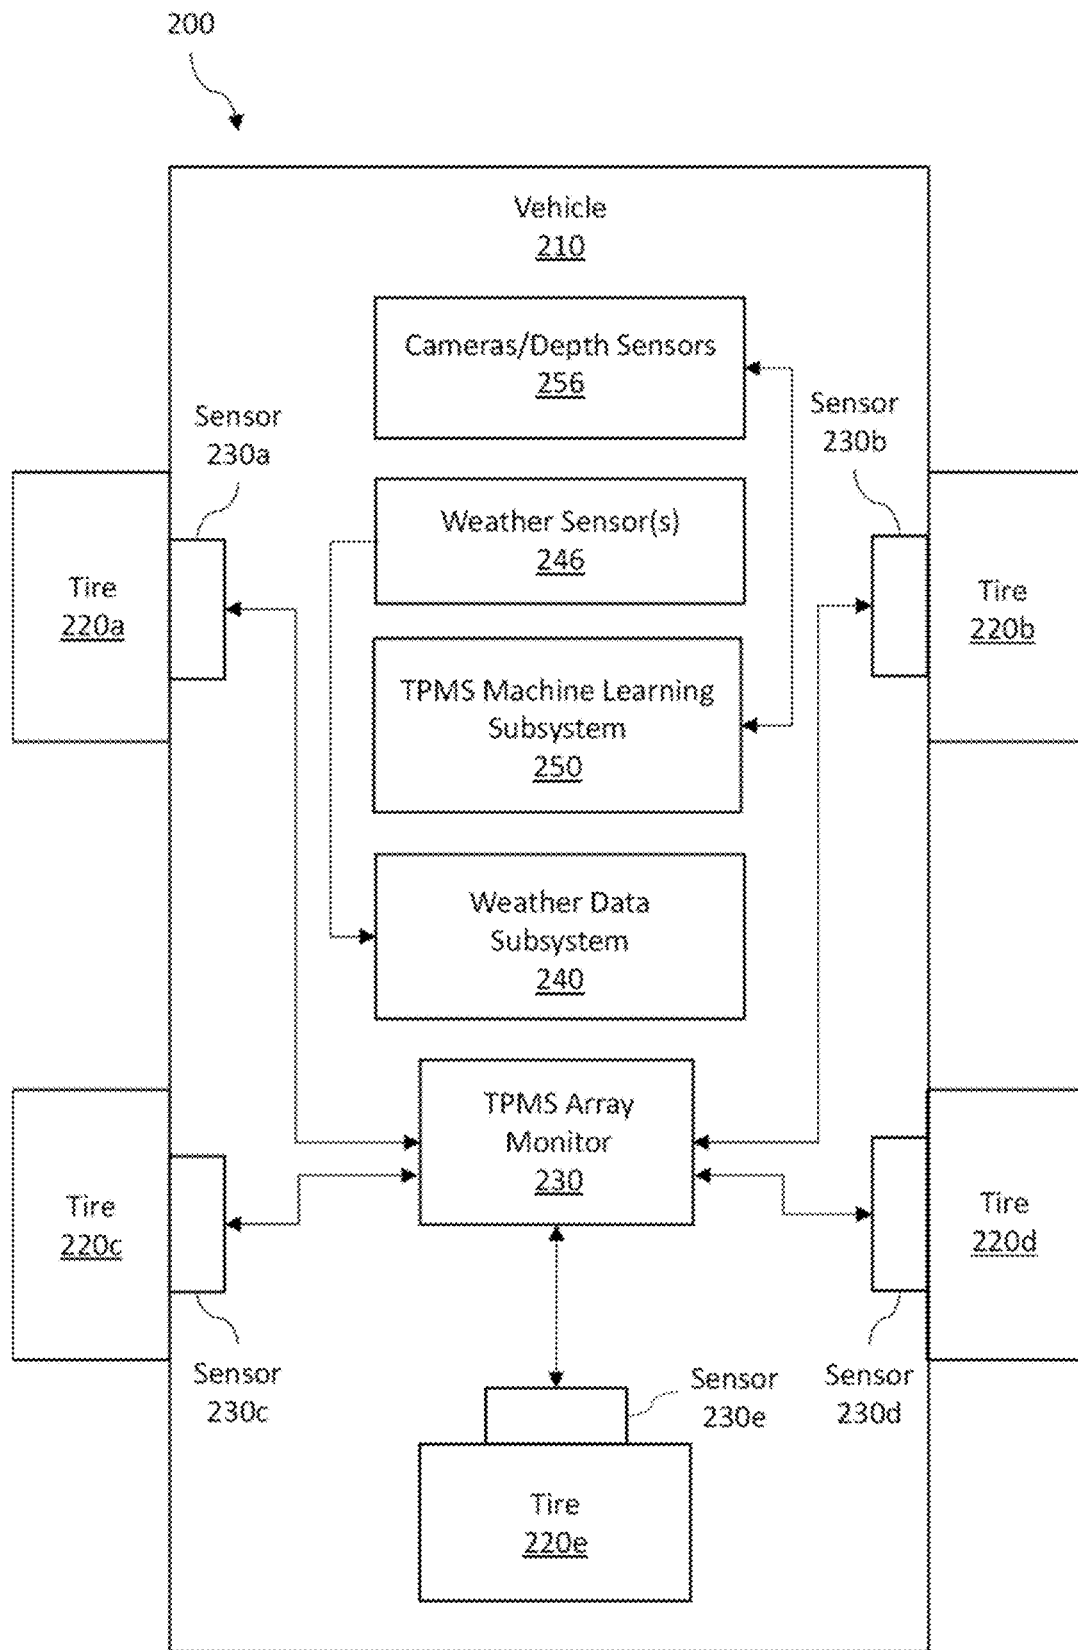 200
Vehicle
210
Cameras/Depth Sensors
256
Sensor
230a
Sensor
230b
Weather Sensor(s)
246
Tire
220a
Tire
220b
TPMS Machine Learning
Subsystem
250
Weather Data
Subsystem
240
TPMS Array
Monitor
230
Tire
220c
Tire
220d
Sensor
230c
Sensor
230e
Sensor
230d
Tire
220e